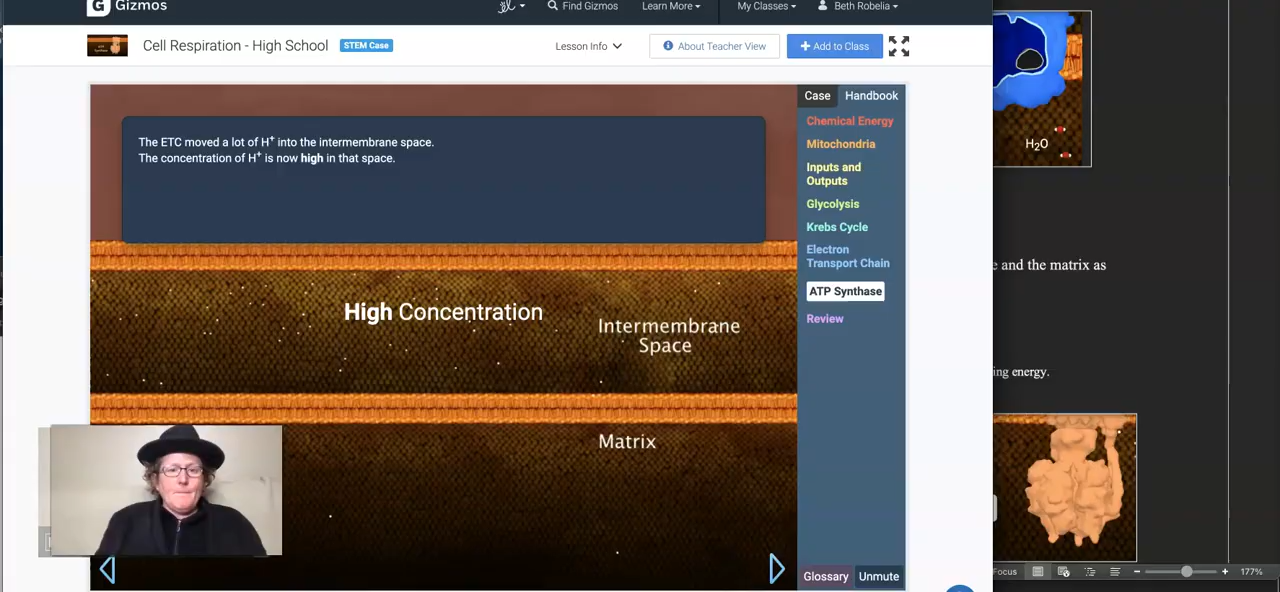 G Gizmos
Find Gizmos
Learn More
My Classes
Beth Robelia
Cell Respiration - High School
STEM Case
Lesson Info
About Teacher View
+ Add to Class
The ETC moved a lot of H⁺ into the intermembrane space.
The concentration of H⁺ is now high in that space.
High Concentration
Intermembrane
Space
Matrix
Case
Handbook
Chemical Energy
Mitochondria
Inputs and
Outputs
Glycolysis
Krebs Cycle
Electron
Transport Chain
ATP Synthase
Review
Glossary
Unmute
H₂O
e and the matrix as
ing energy.
Focus
177%